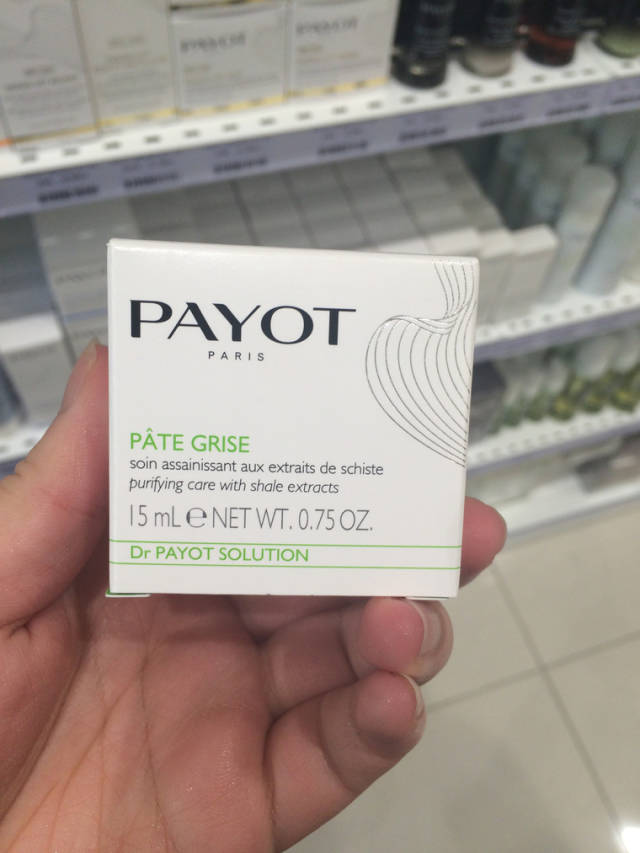 PAYOT
PAYOT
PARIS
PÂTE GRISE
soin assainissant aux extraits de schiste
purifying care with shale extracts
15 mL ℮ NET WT. 0.75 OZ.
Dr PAYOT SOLUTION